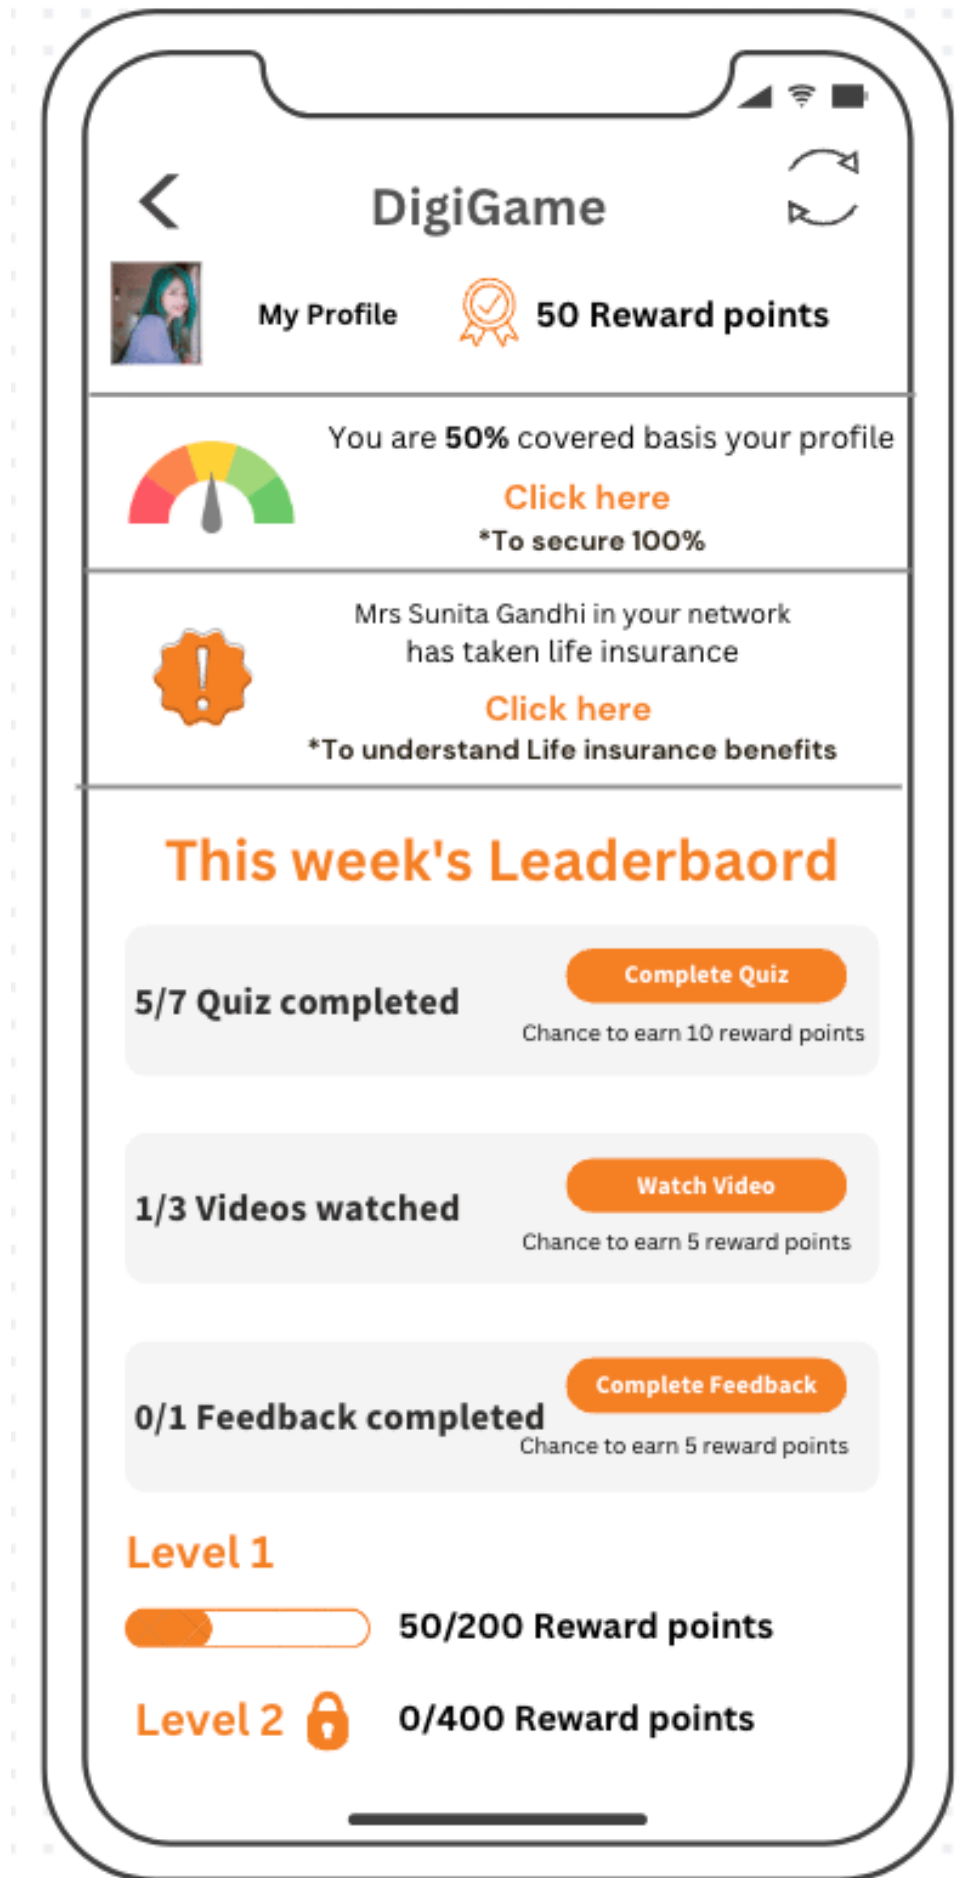 DigiGame
My Profile
50 Reward points
You are 50% covered basis your profile
Click here
*To secure 100%
Mrs Sunita Gandhi in your network
has taken life insurance
Click here
*To understand Life insurance benefits
This week's Leaderbaord
5/7 Quiz completed
Complete Quiz
Chance to earn 10 reward points
1/3 Videos watched
Watch Video
Chance to earn 5 reward points
0/1 Feedback completed
Complete Feedback
Chance to earn 5 reward points
Level 1
50/200 Reward points
Level 2
0/400 Reward points